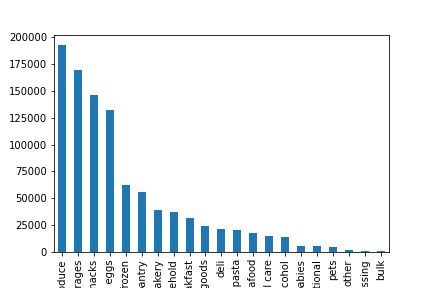 200000
175000
150000
125000
100000
75000
50000
25000
0
oduce
rages
nacks
eggs
rozen
antry
akery
ehold
kfast
goods
deli
pasta
afood
l care
cohol
abies
tional
pets
other
ssing
bulk